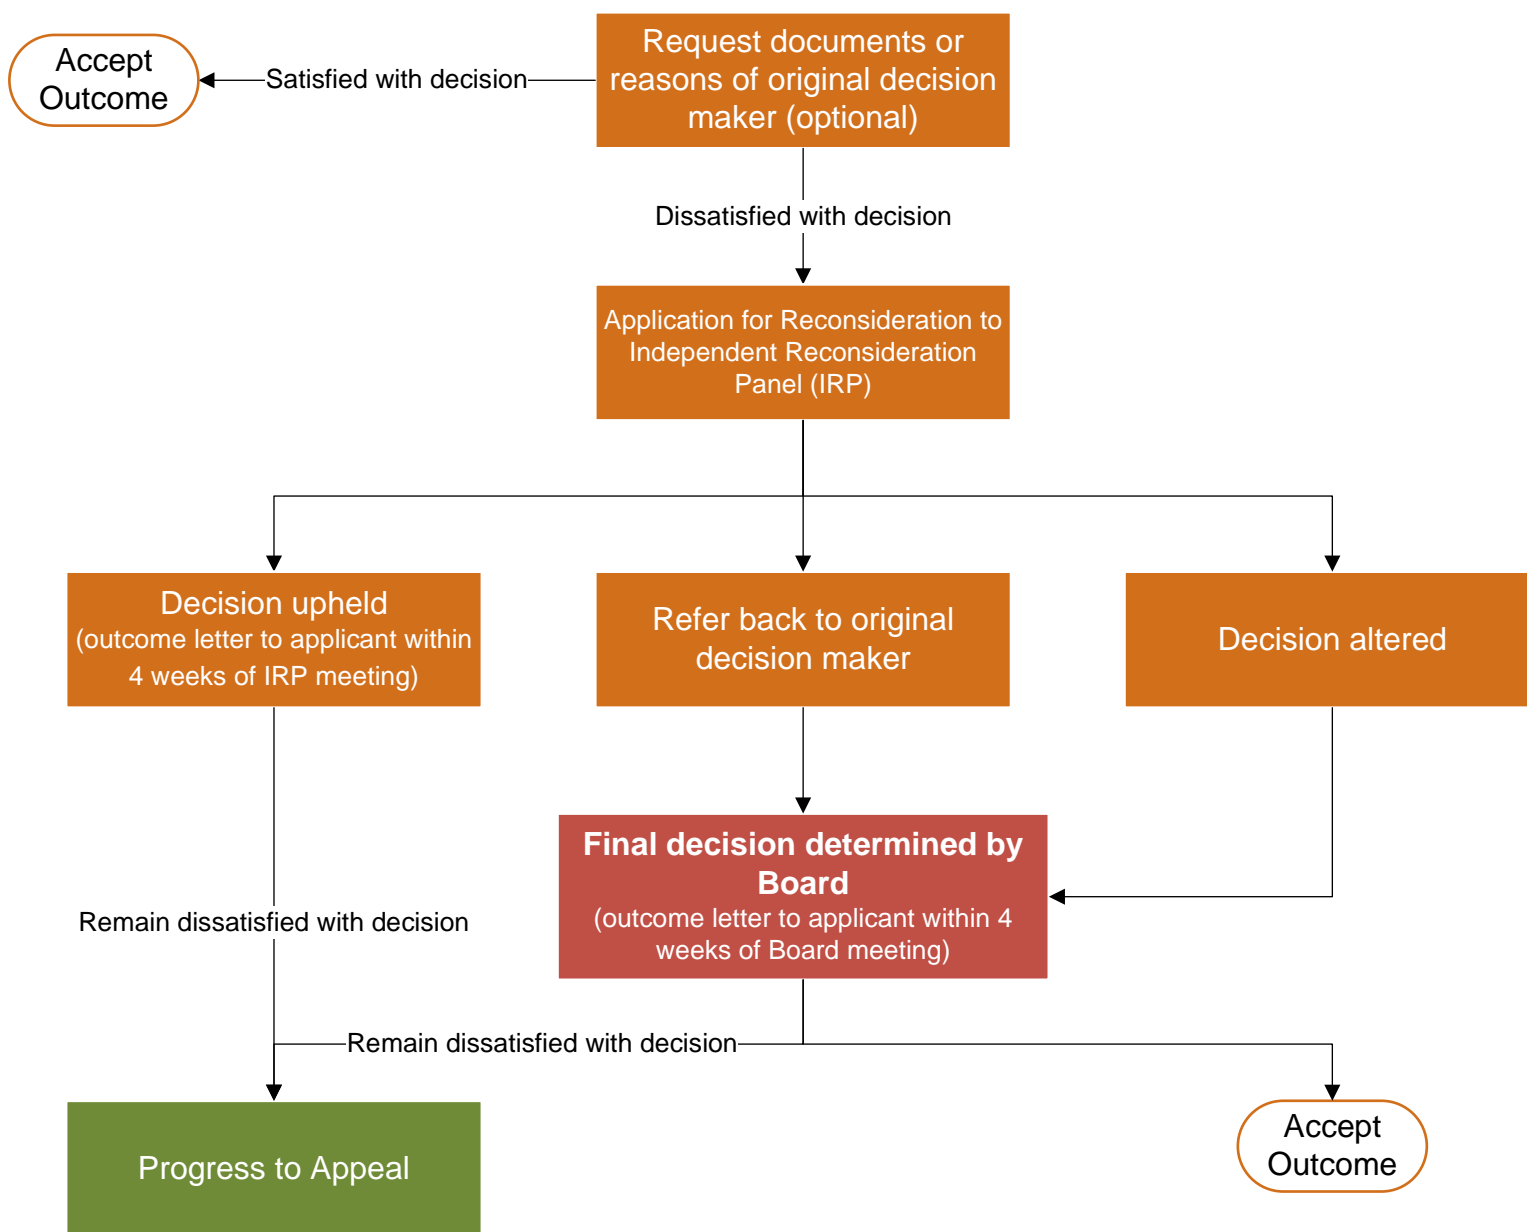 Accept
Outcome
Satisfied with decision
Request documents or
reasons of original decision
maker (optional)
Dissatisfied with decision
Application for Reconsideration to
Independent Reconsideration
Panel (IRP)
Decision upheld
(outcome letter to applicant within
4 weeks of IRP meeting)
Refer back to original
decision maker
Decision altered
Final decision determined by
Board
(outcome letter to applicant within 4
weeks of Board meeting)
Remain dissatisfied with decision
Remain dissatisfied with decision
Progress to Appeal
Accept
Outcome